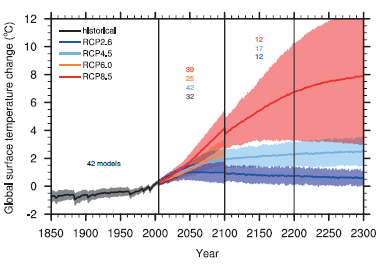 Global surface temperature change (°C)
12
10
8
6
4
2
0
-2
historical
RCP2.6
RCP4.5
RCP6.0
RCP8.5
39
25
42
32
12
17
12
42 models
1850 1900 1950 2000 2050 2100 2150 2200 2250 2300
Year